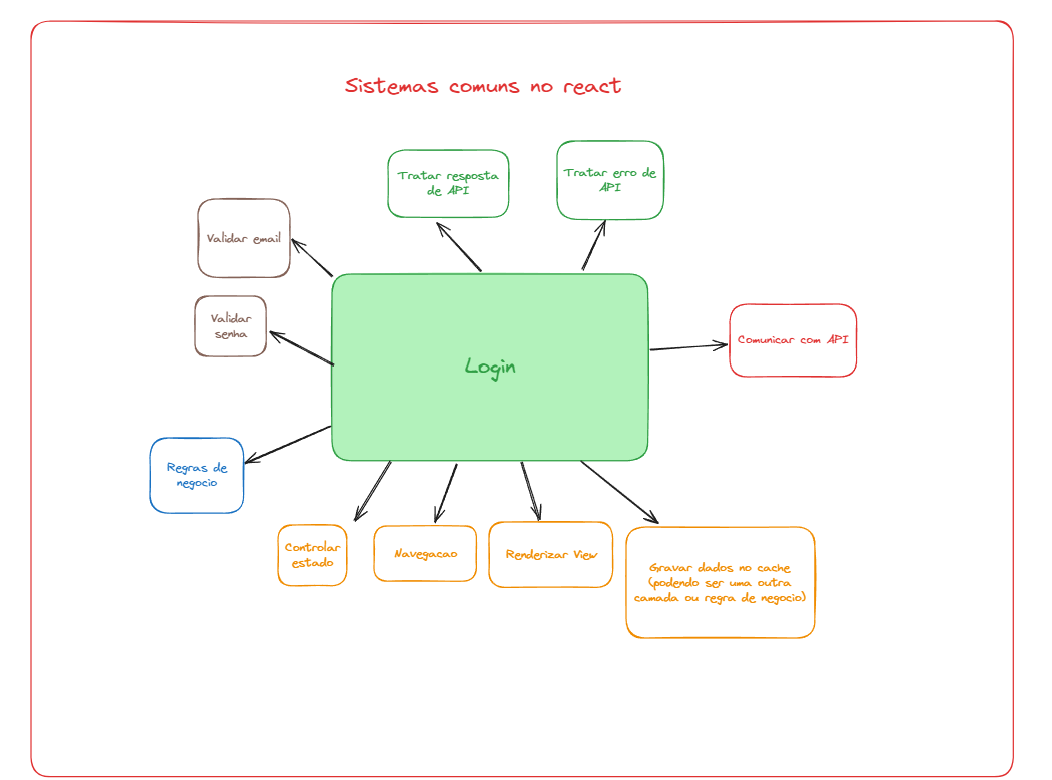 Sistemas comuns no react
Tratar resposta
de API
Tratar erro de
API
Validar email
Validar
senha
Login
Comunicar com API
Regras de
negocio
Controlar
estado
Navegacao
Renderizar View
Gravar dados no cache
(podendo ser uma outra
camada ou regra de negocio)